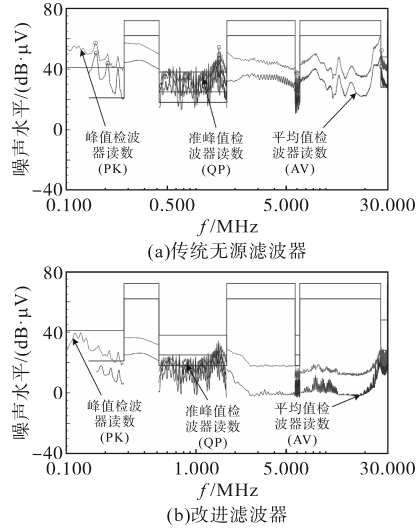 80
40
0
−40
噪声水平/(dB·μV)
峰值检波
器读数
(PK)
准峰值检
波器读数
(QP)
平均值检
波器读数
(AV)
0.100
0.500
5.000
30.000
f/MHz
(a)传统无源滤波器
80
40
0
−40
噪声水平/(dB·μV)
峰值检波
器读数
(PK)
准峰值检
波器读数
(QP)
平均值检
波器读数
(AV)
0.100
1.000
5.000
30.000
f/MHz
(b)改进滤波器